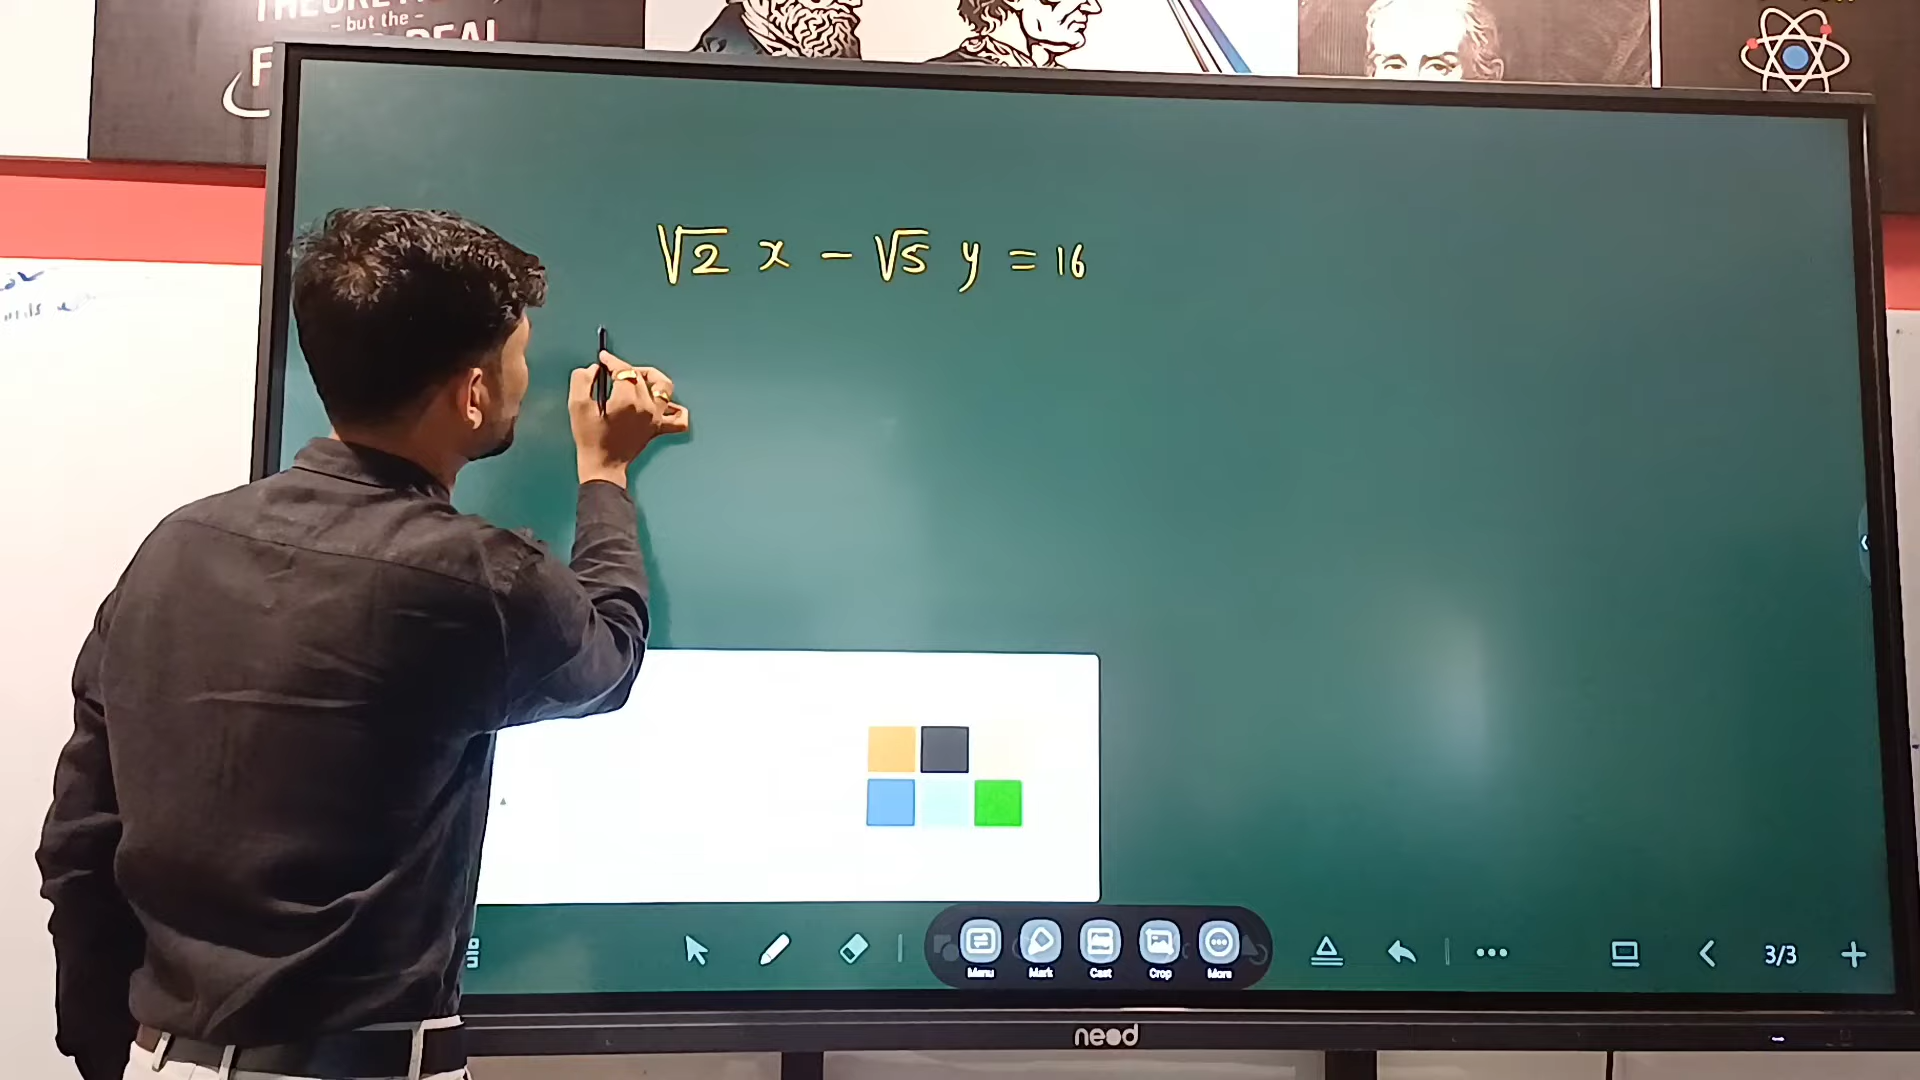 - but the -
√2 x - √5 y = 16
Menu Mark Cast Crop More
3/3
neod